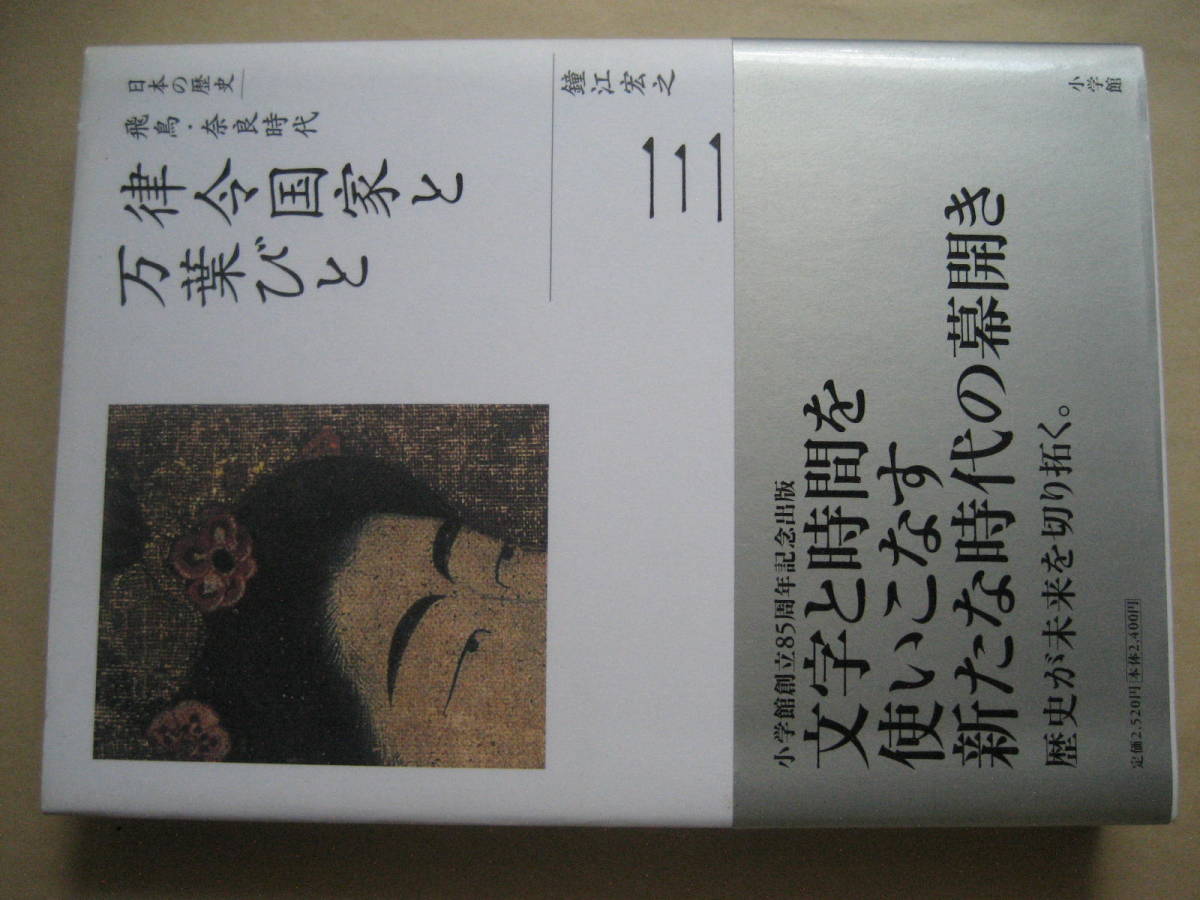 日本の歴史
飛鳥・奈良時代
律令国家と
万葉びと
三
鐘江宏之
小学館
小学館創立85周年記念出版
文字と時間を
使いこなす
新たな時代の幕開き
歴史が未来を切り拓く。
定価2,520円 本体2,400円